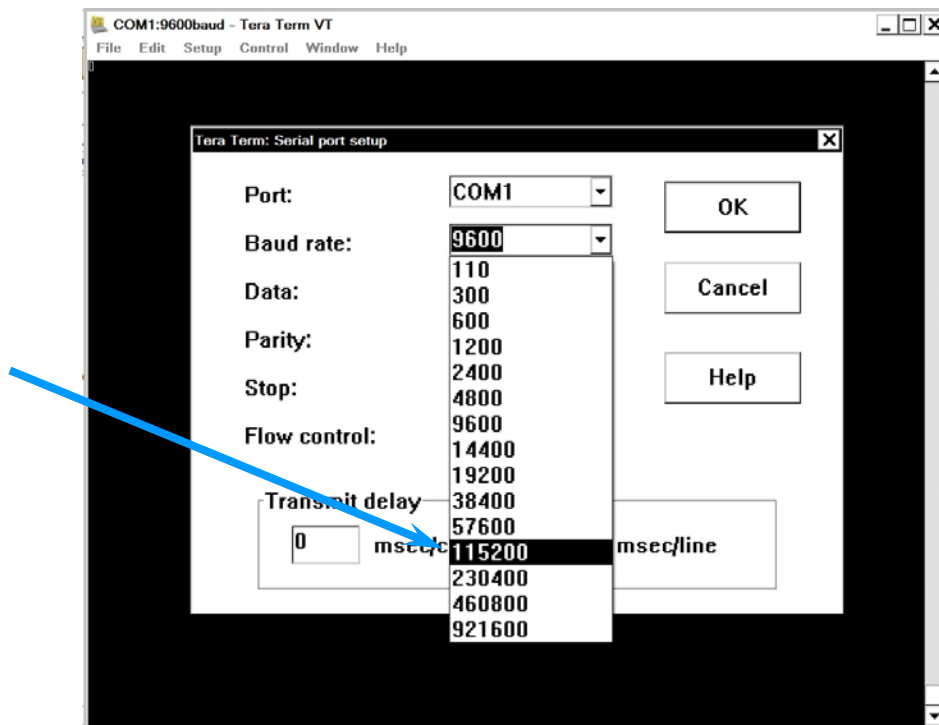 COM1:9600baud - Tera Term VT
File Edit Setup Control Window Help
Tera Term: Serial port setup
Port:
COM1
OK
Baud rate:
9600
110
Data:
300
Cancel
600
Parity:
1200
2400
Stop:
4800
Help
9600
Flow control:
14400
19200
Transmit delay
38400
57600
0
115200
msec/line
230400
460800
921600